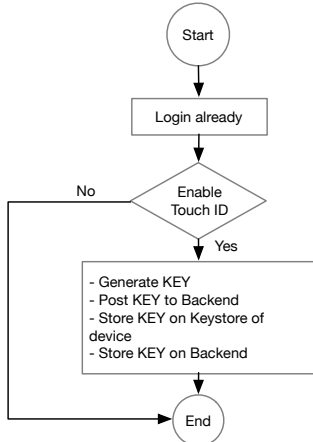 Start
Login already
Enable
Touch ID
No
Yes
- Generate KEY
- Post KEY to Backend
- Store KEY on Keystore of
device
- Store KEY on Backend
End